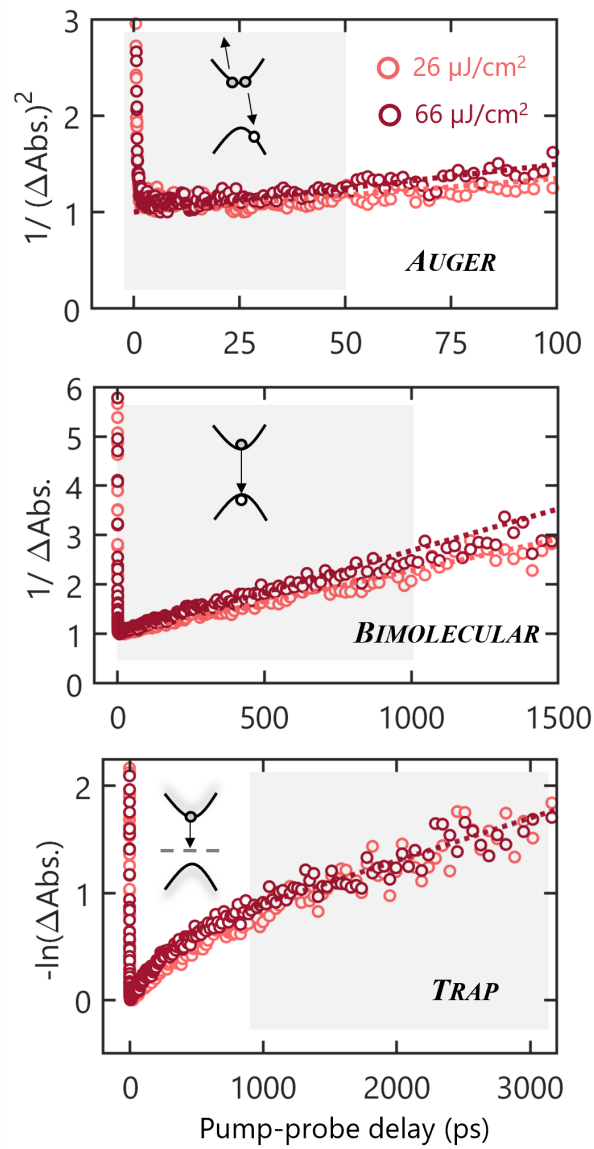 1/ (ΔAbs.)²
3
2
1
0
26 μJ/cm²
66 μJ/cm²
AUGER
0 25 50 75 100
1/ ΔAbs.
6
5
4
3
2
1
0
BIMOLECULAR
0 500 1000 1500
-ln(ΔAbs.)
2
1
0
TRAP
0 1000 2000 3000
Pump-probe delay (ps)